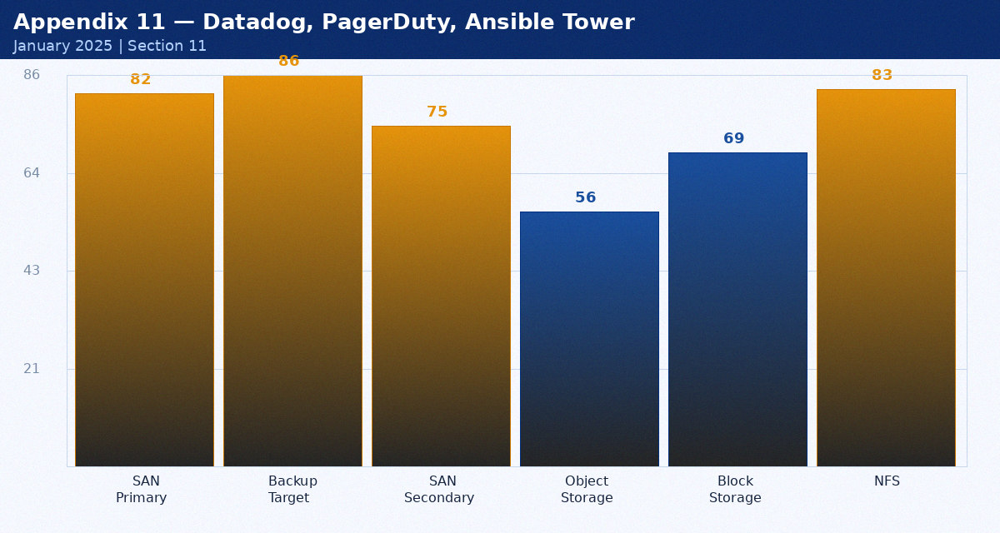 Appendix 11 — Datadog, PagerDuty, Ansible Tower
January 2025 | Section 11
86
64
43
21
82
86
75
56
69
83
SAN
Primary
Backup
Target
SAN
Secondary
Object
Storage
Block
Storage
NFS